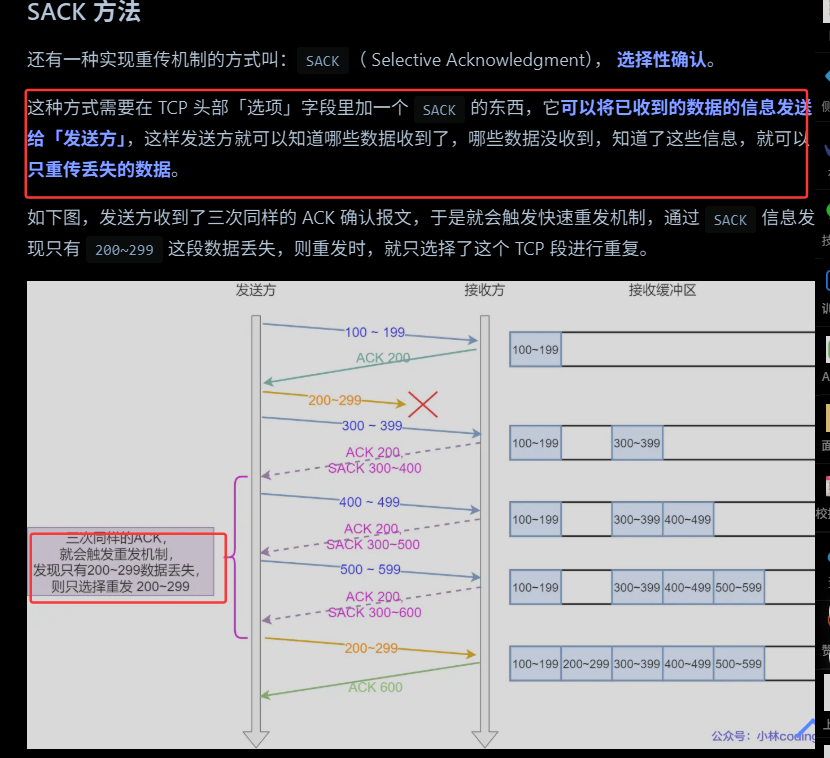 SACK 方法
还有一种实现重传机制的方式叫： SACK （ Selective Acknowledgment）， 选择性确认。
这种方式需要在 TCP 头部「选项」字段里加一个 SACK 的东西，它可以将已收到的数据的信息发送
给「发送方」，这样发送方就可以知道哪些数据收到了，哪些数据没收到，知道了这些信息，就可以
只重传丢失的数据。
如下图，发送方收到了三次同样的 ACK 确认报文，于是就会触发快速重发机制，通过 SACK 信息发
现只有 200~299 这段数据丢失，则重发时，就只选择了这个 TCP 段进行重复。
发送方 接收方 接收缓冲区
100 ~ 199
100~199
ACK 200
200~299
300 ~ 399
100~199 300~399
ACK 200,
SACK 300~400
400 ~ 499
100~199 300~399 400~499
ACK 200,
SACK 300~500
三次同样的ACK，
就会触发重发机制，
发现只有200~299数据丢失，
则只选择重发 200~299
500 ~ 599
100~199 300~399 400~499 500~599
ACK 200,
SACK 300~600
200~299
100~199 200~299 300~399 400~499 500~599
ACK 600
公众号：小林coding